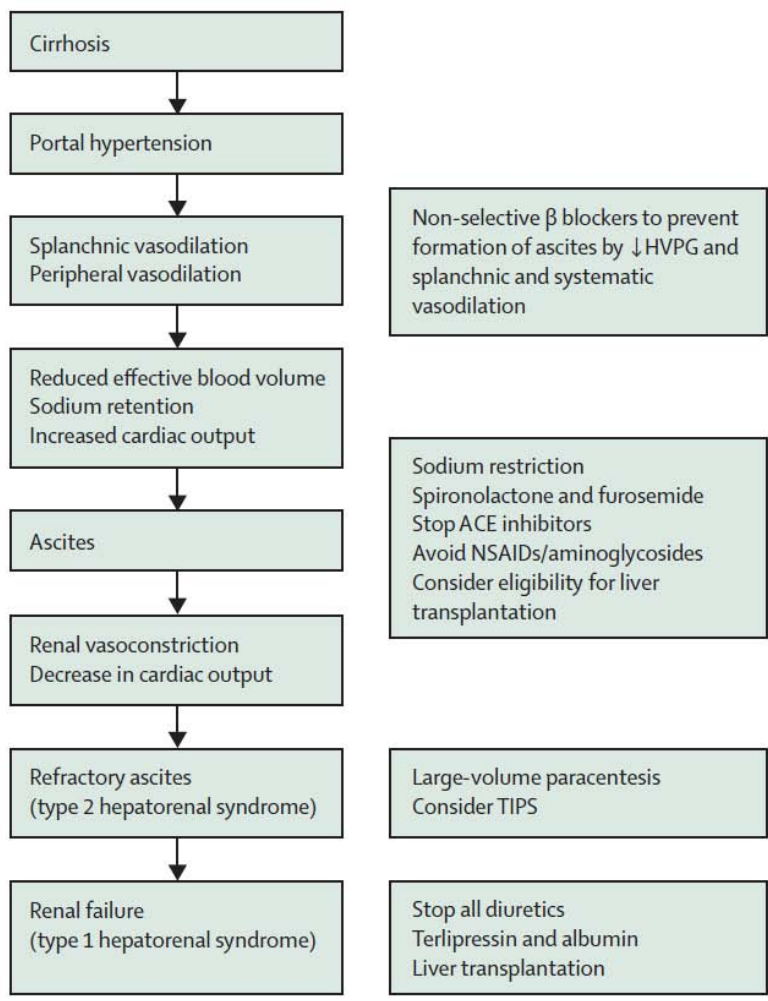 Cirrhosis
Portal hypertension
Splanchnic vasodilation
Peripheral vasodilation
Non-selective β blockers to prevent
formation of ascites by ↓HVPG and
splanchnic and systematic
vasodilation
Reduced effective blood volume
Sodium retention
Increased cardiac output
Ascites
Sodium restriction
Spironolactone and furosemide
Stop ACE inhibitors
Avoid NSAIDs/aminoglycosides
Consider eligibility for liver
transplantation
Renal vasoconstriction
Decrease in cardiac output
Refractory ascites
(type 2 hepatorenal syndrome)
Large-volume paracentesis
Consider TIPS
Renal failure
(type 1 hepatorenal syndrome)
Stop all diuretics
Terlipressin and albumin
Liver transplantation